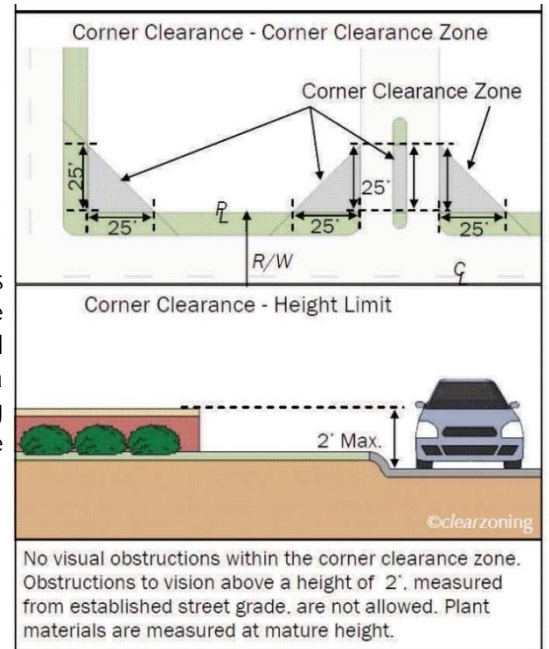 Corner Clearance - Corner Clearance Zone
Corner Clearance Zone
25'
25'
25'
25'
25'
PL
R/W
CL
Corner Clearance - Height Limit
2' Max.
©clearzoning
No visual obstructions within the corner clearance zone.
Obstructions to vision above a height of 2', measured
from established street grade, are not allowed. Plant
materials are measured at mature height.